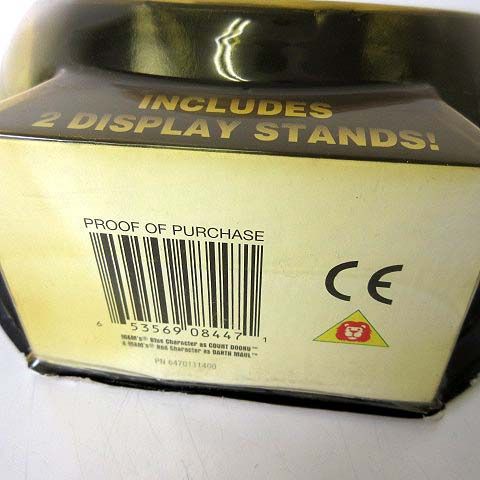 INCLUDES
2 DISPLAY STANDS!
PROOF OF PURCHASE
6 53569 08447 1
M&M's® Blue Character as COUNT DOOKU™
& M&M's® Red Character as DARTH MAUL™
PN 6470131400
CE